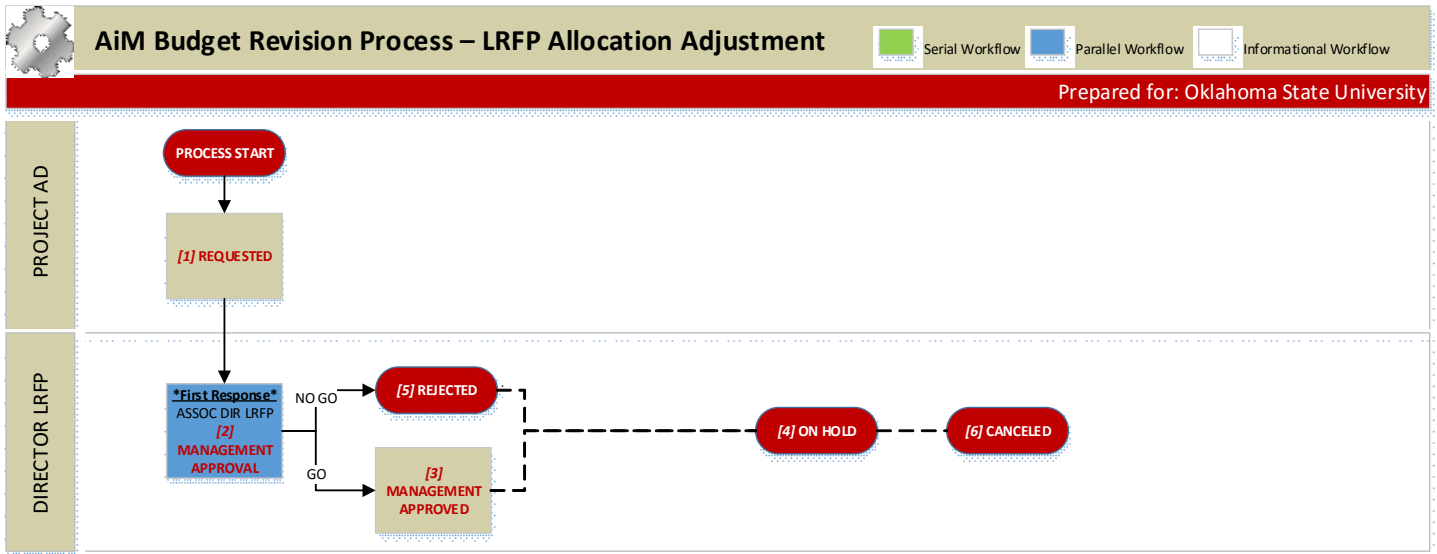 AiM Budget Revision Process – LRFP Allocation Adjustment
Serial Workflow
Parallel Workflow
Informational Workflow
Prepared for: Oklahoma State University
PROJECT AD
PROCESS START
[1] REQUESTED
DIRECTOR LRFP
*First Response*
ASSOC DIR LRFP
[2]
MANAGEMENT
APPROVAL
NO GO
GO
[5] REJECTED
[3]
MANAGEMENT
APPROVED
[4] ON HOLD
[6] CANCELED